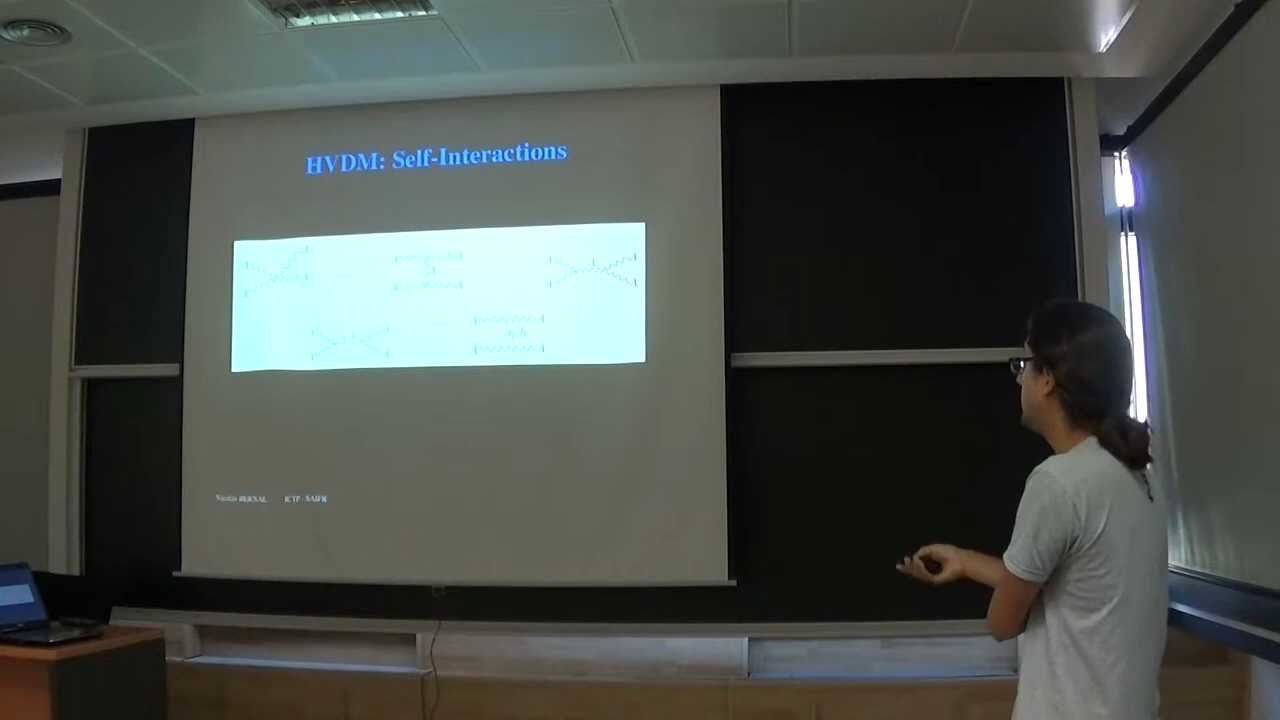 HVDM: Self-Interactions
η, h
Nicolás BERNAL ICTP SAIFR